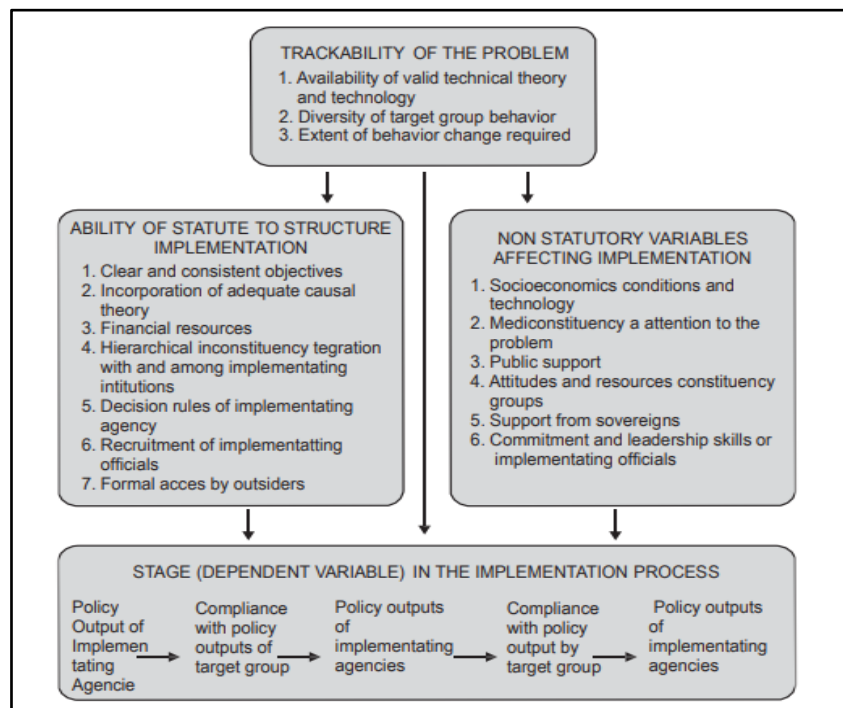 TRACKABILITY OF THE PROBLEM
1. Availability of valid technical theory
and technology
2. Diversity of target group behavior
3. Extent of behavior change required
ABILITY OF STATUTE TO STRUCTURE
IMPLEMENTATION
1. Clear and consistent objectives
2. Incorporation of adequate causal
theory
3. Financial resources
4. Hierarchical inconstituency tegration
with and among implementating
intitutions
5. Decision rules of implementating
agency
6. Recruitment of implementatting
officials
7. Formal acces by outsiders
NON STATUTORY VARIABLES
AFFECTING IMPLEMENTATION
1. Socioeconomics conditions and
technology
2. Mediconstituency a attention to the
problem
3. Public support
4. Attitudes and resources constituency
groups
5. Support from sovereigns
6. Commitment and leadership skills or
implementating officials
STAGE (DEPENDENT VARIABLE) IN THE IMPLEMENTATION PROCESS
Policy
Output of
Implemen
tating
Agencie
Compliance
with policy
outputs of
target group
Policy outputs
of
implementating
agencies
Compliance
with policy
output by
target group
Policy outputs
of
implementating
agencies